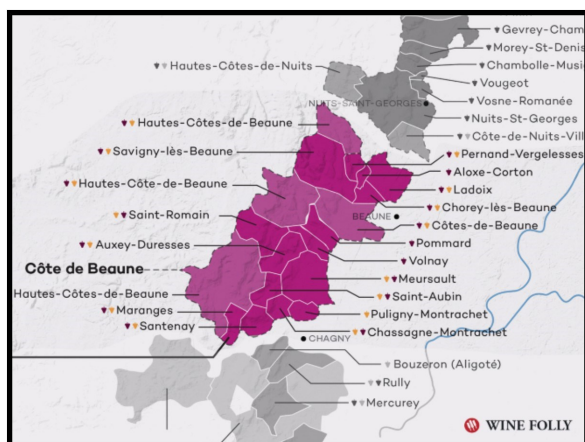 Gevrey-Cham
Morey-St-Denis
Hautes-Côtes-de-Nuits
Chambolle-Musi
Vougeot
NUITS-SAINT-GEORGES
Vosne-Romanée
Nuits-St-Georges
Hautes-Côtes-de-Beaune
Côte-de-Nuits-Vill
Savigny-lès-Beaune
Pernand-Vergelesses
Aloxe-Corton
Hautes-Côte-de-Beaune
Ladoix
Chorey-lès-Beaune
Saint-Romain
BEAUNE
Côtes-de-Beaune
Auxey-Duresses
Pommard
Volnay
Côte de Beaune
Meursault
Hautes-Côtes-de-Beaune
Saint-Aubin
Maranges
Puligny-Montrachet
Santenay
Chassagne-Montrachet
CHAGNY
Bouzeron (Aligoté)
Rully
Mercurey
WINE FOLLY